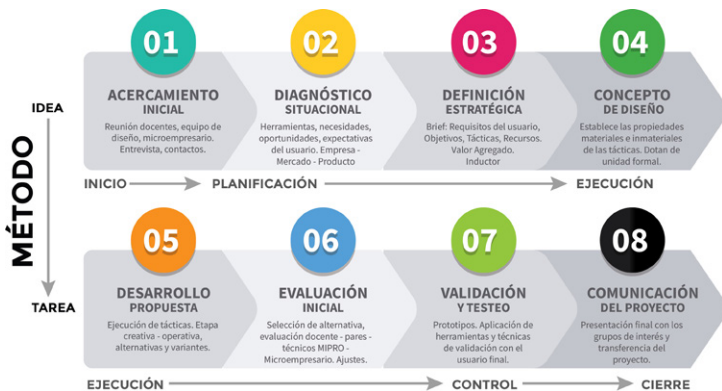 MÉTODO
IDEA
TAREA
01
ACERCAMIENTO
INICIAL
Reunión docentes, equipo de
diseño, microempresario.
Entrevista, contactos.
02
DIAGNÓSTICO
SITUACIONAL
Herramientas, necesidades,
oportunidades, expectativas
del usuario. Empresa -
Mercado - Producto
03
DEFINICIÓN
ESTRATÉGICA
Brief: Requisitos del usuario,
Objetivos, Tácticas, Recursos.
Valor Agregado.
Inductor
04
CONCEPTO
DE DISEÑO
Establece las propiedades
materiales e inmateriales
de las tácticas. Dotan de
unidad formal.
INICIO
PLANIFICACIÓN
EJECUCIÓN
05
DESARROLLO
PROPUESTA
Ejecución de tácticas. Etapa
creativa - operativa,
alternativas y variantes.
06
EVALUACIÓN
INICIAL
Selección de alternativa,
evaluación docente - pares -
técnicos MIPRO -
Microempresario. Ajustes.
07
VALIDACIÓN
Y TESTEO
Prototipos. Aplicación de
herramientas y técnicas
de validación con el
usuario final.
08
COMUNICACIÓN
DEL PROYECTO
Presentación final con los
grupos de interés y
transferencia del
proyecto.
EJECUCIÓN
CONTROL
CIERRE